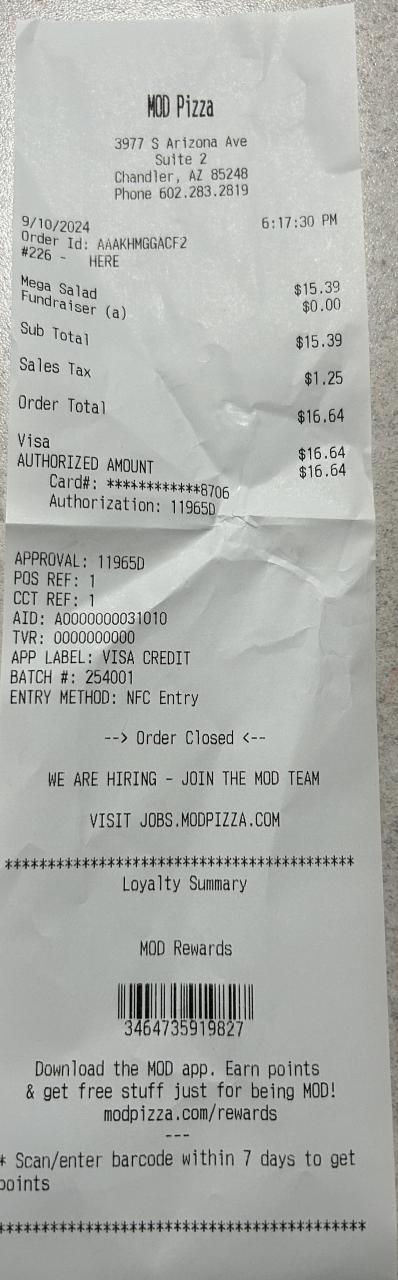 MOD Pizza
3977 S Arizona Ave
Suite 2
Chandler, AZ 85248
Phone 602.283.2819
9/10/2024 6:17:30 PM
Order Id: AAAKHMGGACF2
#226 - HERE
Mega Salad $15.39
Fundraiser (a) $0.00
Sub Total $15.39
Sales Tax $1.25
Order Total $16.64
Visa $16.64
AUTHORIZED AMOUNT $16.64
Card#: ************8706
Authorization: 11965D
APPROVAL: 11965D
POS REF: 1
CCT REF: 1
AID: A0000000031010
TVR: 0000000000
APP LABEL: VISA CREDIT
BATCH #: 254001
ENTRY METHOD: NFC Entry
--> Order Closed <--
WE ARE HIRING - JOIN THE MOD TEAM
VISIT JOBS.MODPIZZA.COM
******************************************
Loyalty Summary
MOD Rewards
3464735919827
Download the MOD app. Earn points
& get free stuff just for being MOD!
modpizza.com/rewards
---
* Scan/enter barcode within 7 days to get
points
******************************************